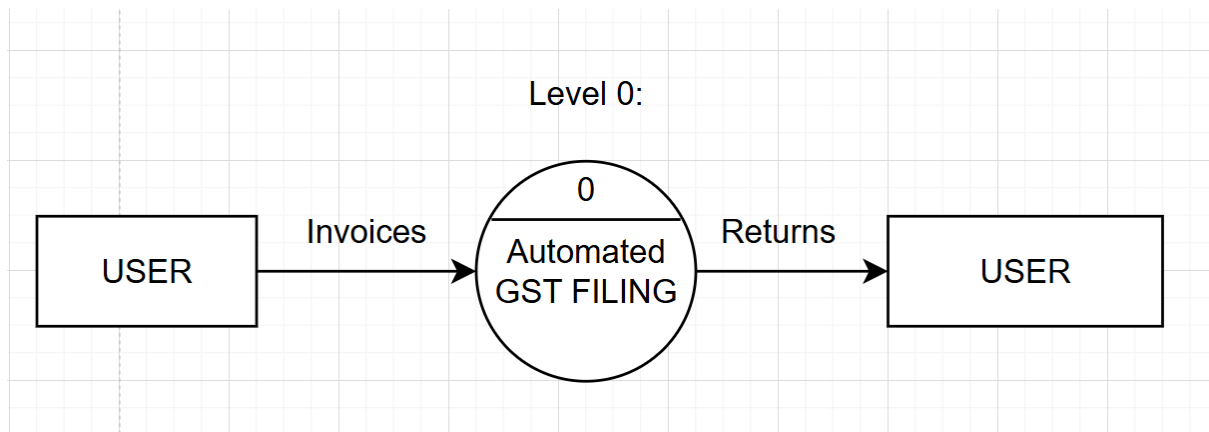 Level 0:
0
USER
Invoices
Automated
GST FILING
Returns
USER